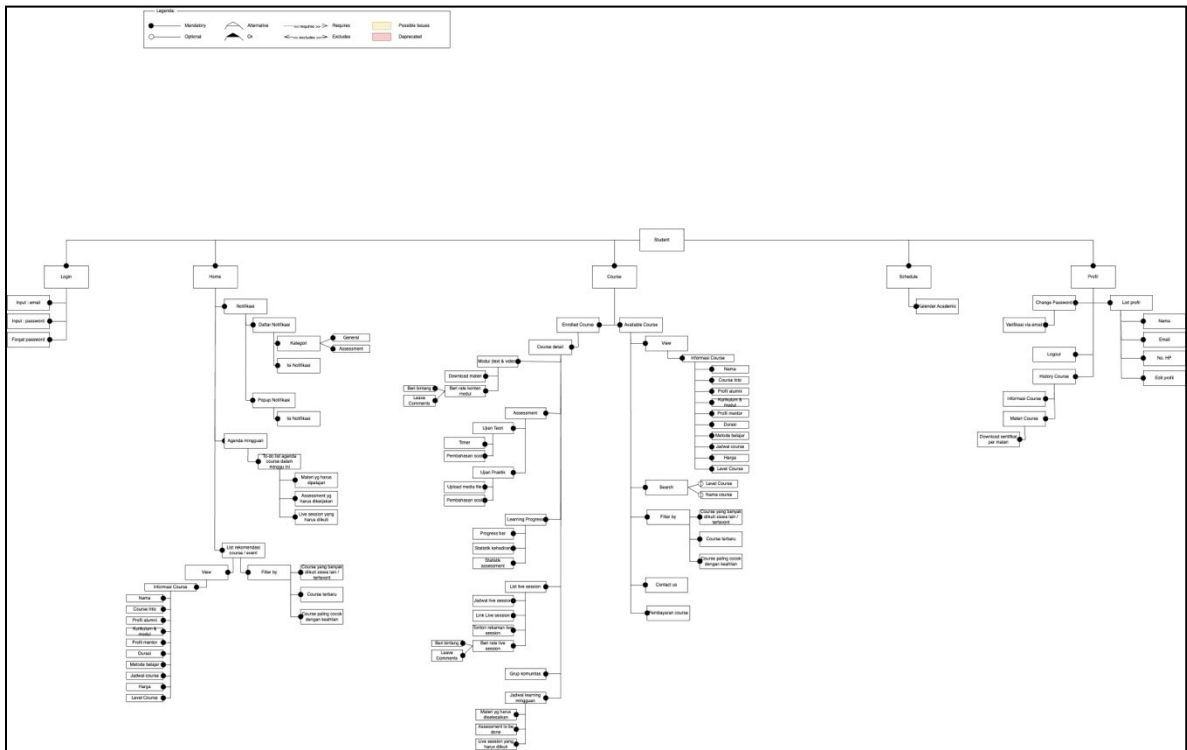 Legenda
Mandatory
Alternative
<< requires >>
Requires
Possible Issues
Optional
Or
<< excludes >>
Excludes
Deprecated
Student
Login
Input : email
Input : password
Forgat password
Home
Notifikasi
Daftar Notifikasi
Kategori
General
Assessment
Isi Notifikasi
Popup Notifikasi
Isi Notifikasi
Agenda mingguan
To-do list agenda
course dalam
minggu ini
Materi yg harus
dipelajari
Assessment yg
harus dikerjakan
Live session yang
harus diikuti
List rekomendasi
course / event
View
Informasi Course
Nama
Course Info
Profil alumni
Kurikulum &
modul
Profil mentor
Durasi
Metode belajar
Jadwal course
Harga
Level Course
Filter by
Course yang banyak
diikuti siswa lain /
terfavorit
Course terbaru
Course paling cocok
dengan keahlian
Course
Enrolled Course
Course detail
Modul (text & video)
Download materi
Beri rate konten
modul
Beri bintang
Leave
Comments
Assessment
Ujian Teori
Timer
Pembahasan soal
Ujian Praktik
Upload media file
Pembahasan soal
Learning Progress
Progress bar
Statistik kehadiran
Statistik
assessment
List live session
Jadwal live session
Link Live session
Tonton rekaman live
session
Beri rate live
session
Beri bintang
Leave
Comments
Grup komunitas
Jadwal learning
mingguan
Materi yg harus
diselesaikan
Assessment to be
done
Live session yang
harus diikuti
Available Course
View
Informasi Course
Nama
Course Info
Profil alumni
Kurikulum &
modul
Profil mentor
Durasi
Metode belajar
Jadwal course
Harga
Level Course
Search
Level Course
Nama course
Filter by
Course yang banyak
diikuti siswa lain /
terfavorit
Course terbaru
Course paling cocok
dengan keahlian
Contact us
Pembayaran course
Schedule
Kalender Academic
Profil
Change Password
Verifikasi via email
Logout
History Course
Informasi Course
Materi Course
Download sertifikat
per materi
List profil
Nama
Email
No. HP
Edit profil